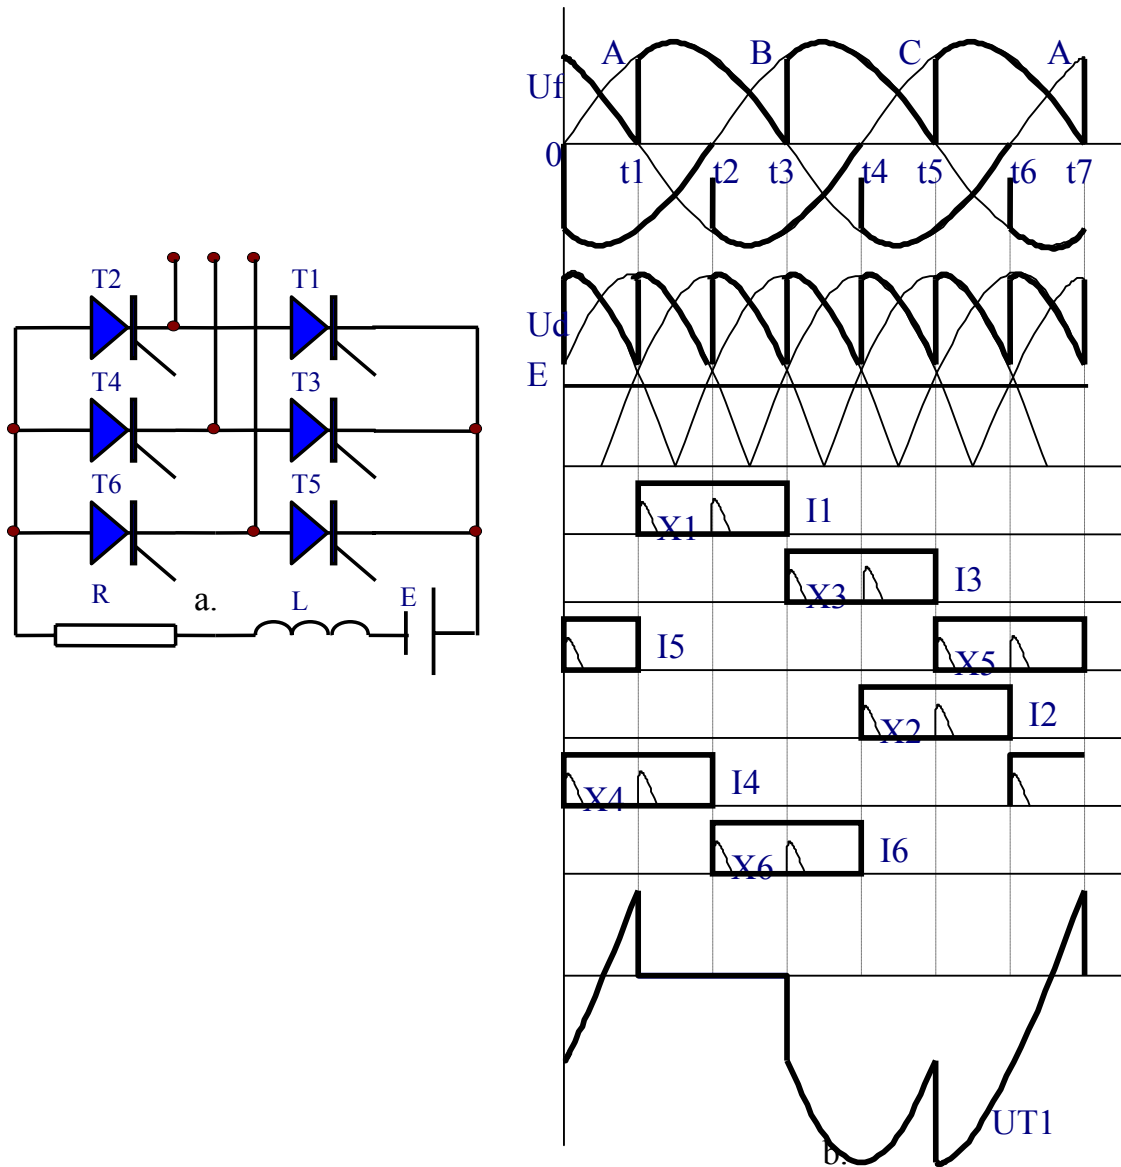 T2 T1
T4 T3
T6 T5
R L E
a.
A B C A
Uf
0
t1 t2 t3 t4 t5 t6 t7
Ud
E
X1 I1
X3 I3
I5 X5
X2 I2
X4 I4
X6 I6
UT1
b.